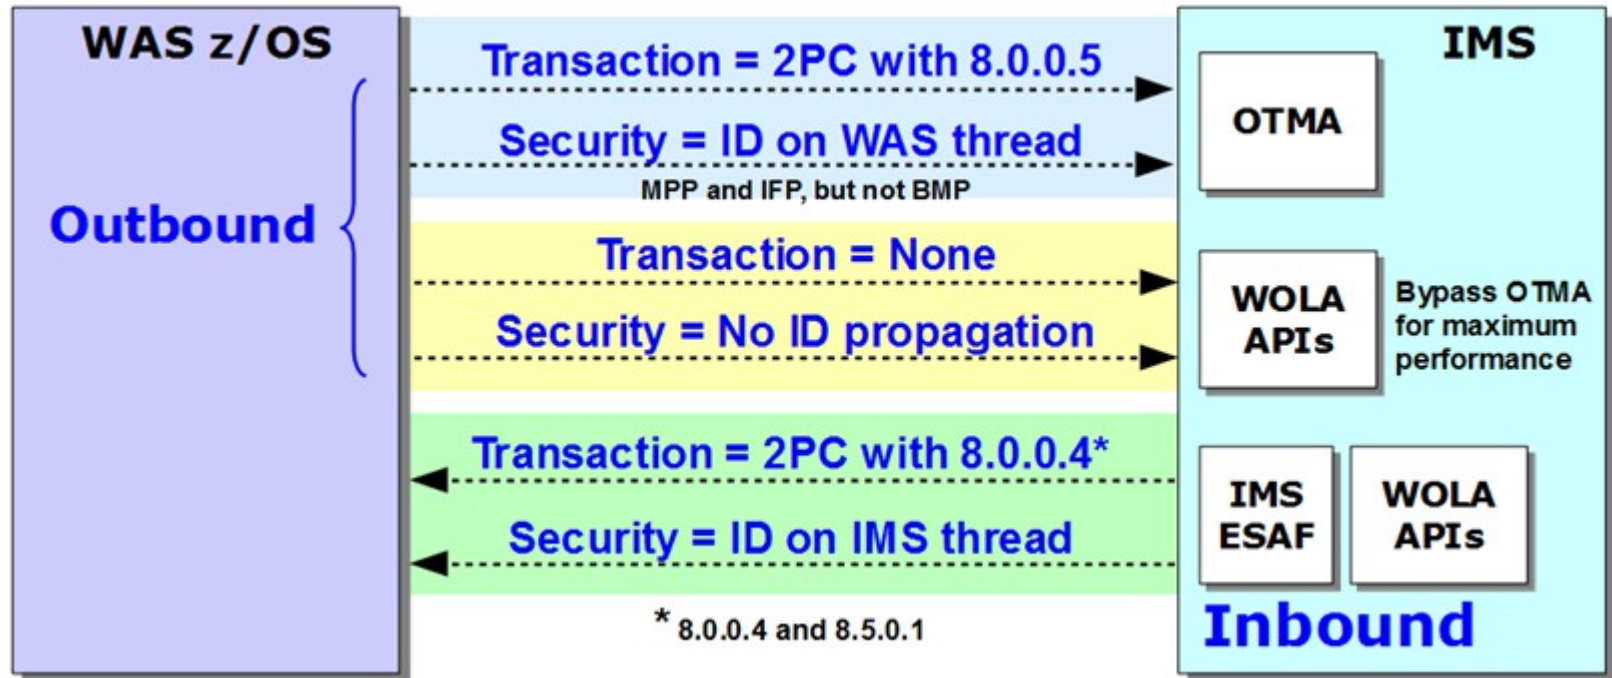 WAS z/OS
Outbound
Transaction = 2PC with 8.0.0.5
Security = ID on WAS thread
MPP and IFP, but not BMP
Transaction = None
Security = No ID propagation
Transaction = 2PC with 8.0.0.4*
Security = ID on IMS thread
* 8.0.0.4 and 8.5.0.1
IMS
OTMA
WOLA
APIs
Bypass OTMA
for maximum
performance
IMS
ESAF
WOLA
APIs
Inbound